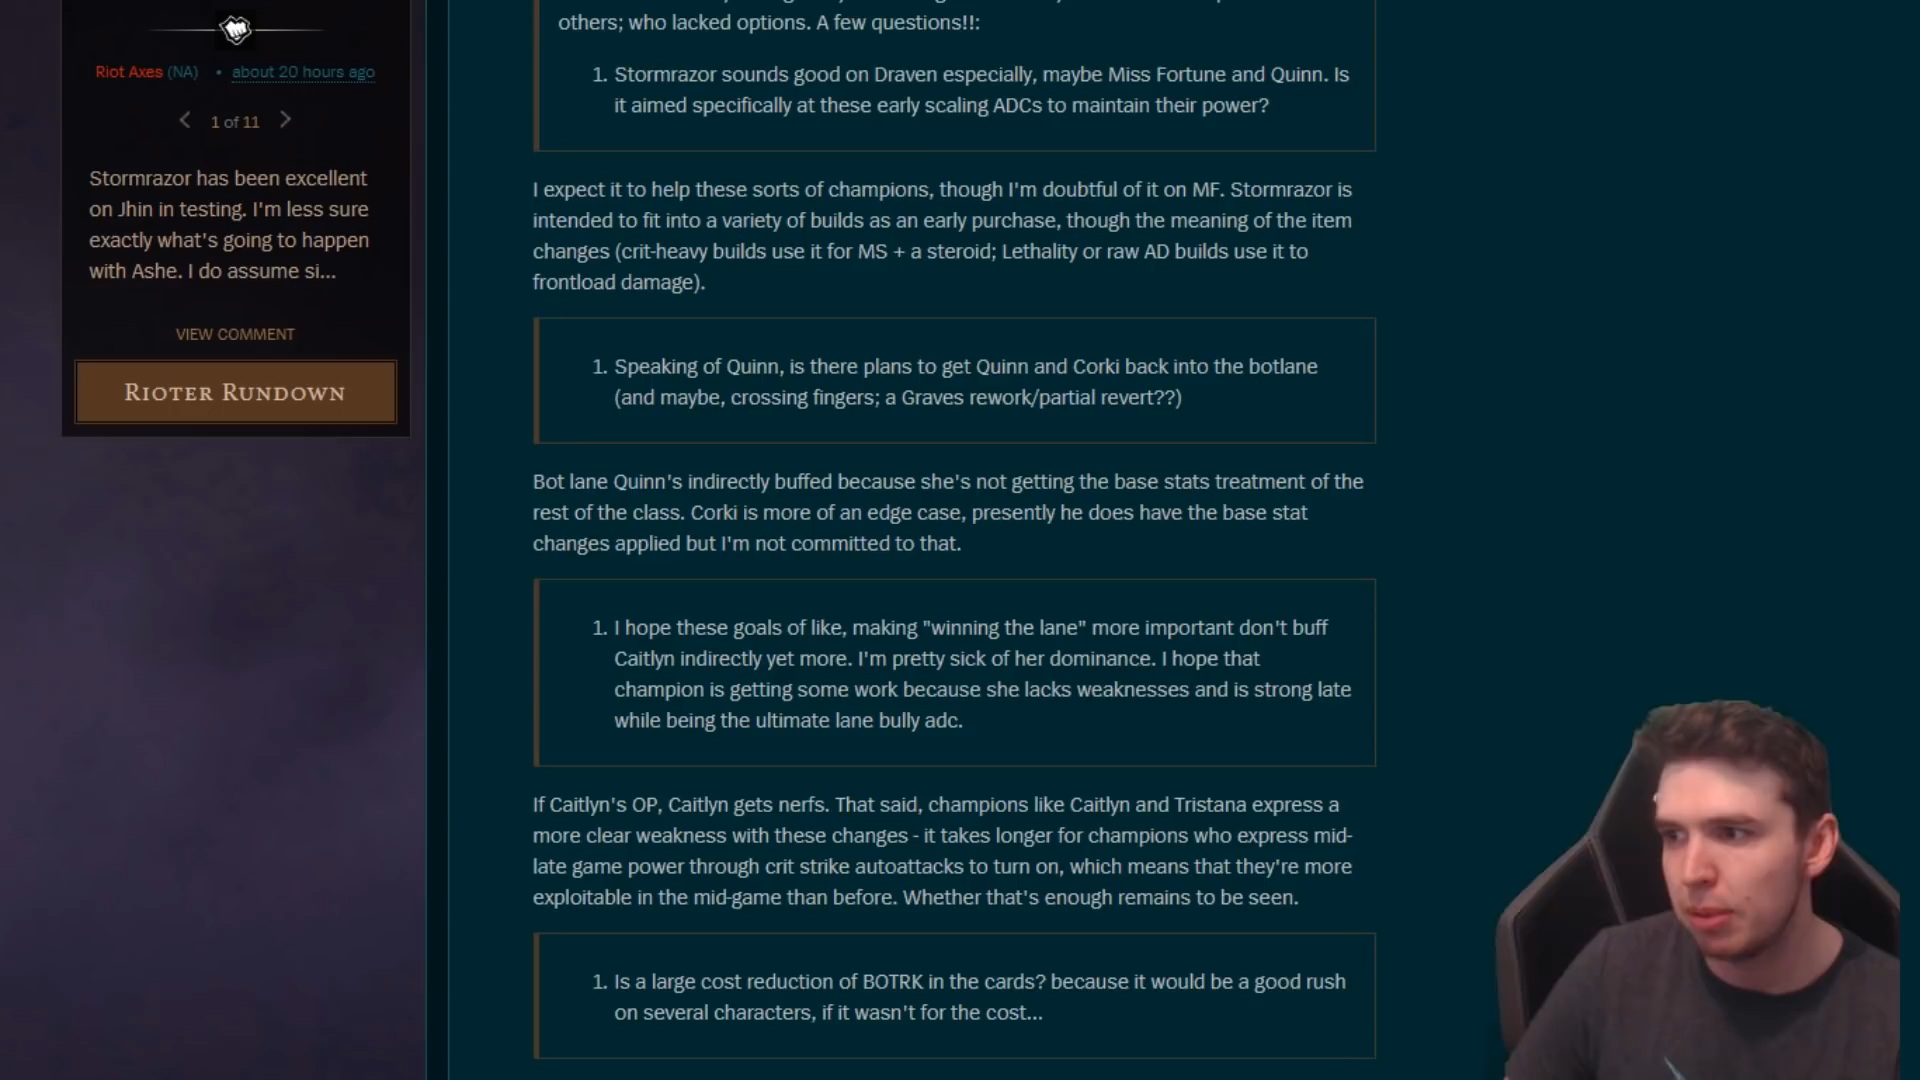 others; who lacked options. A few questions!!:
Riot Axes (NA) • about 20 hours ago
1 of 11
Stormrazor has been excellent
on Jhin in testing. I'm less sure
exactly what's going to happen
with Ashe. I do assume si...
VIEW COMMENT
RIOTER RUNDOWN
1. Stormrazor sounds good on Draven especially, maybe Miss Fortune and Quinn. Is
it aimed specifically at these early scaling ADCs to maintain their power?
I expect it to help these sorts of champions, though I'm doubtful of it on MF. Stormrazor is
intended to fit into a variety of builds as an early purchase, though the meaning of the item
changes (crit-heavy builds use it for MS + a steroid; Lethality or raw AD builds use it to
frontload damage).
1. Speaking of Quinn, is there plans to get Quinn and Corki back into the botlane
(and maybe, crossing fingers; a Graves rework/partial revert??)
Bot lane Quinn's indirectly buffed because she's not getting the base stats treatment of the
rest of the class. Corki is more of an edge case, presently he does have the base stat
changes applied but I'm not committed to that.
1. I hope these goals of like, making "winning the lane" more important don't buff
Caitlyn indirectly yet more. I'm pretty sick of her dominance. I hope that
champion is getting some work because she lacks weaknesses and is strong late
while being the ultimate lane bully adc.
If Caitlyn's OP, Caitlyn gets nerfs. That said, champions like Caitlyn and Tristana express a
more clear weakness with these changes - it takes longer for champions who express mid-
late game power through crit strike autoattacks to turn on, which means that they're more
exploitable in the mid-game than before. Whether that's enough remains to be seen.
1. Is a large cost reduction of BOTRK in the cards? because it would be a good rush
on several characters, if it wasn't for the cost...